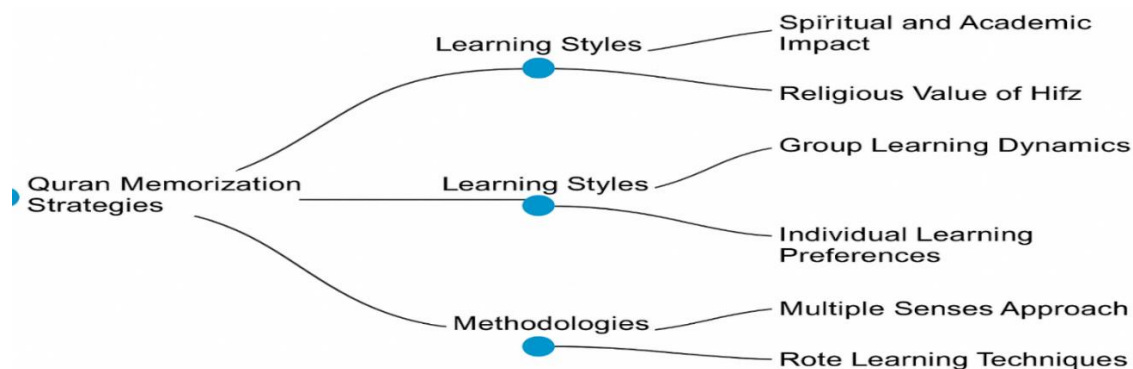 Quran Memorization
Strategies
Learning Styles
Spiritual and Academic
Impact
Religious Value of Hifz
Learning Styles
Group Learning Dynamics
Individual Learning
Preferences
Methodologies
Multiple Senses Approach
Rote Learning Techniques